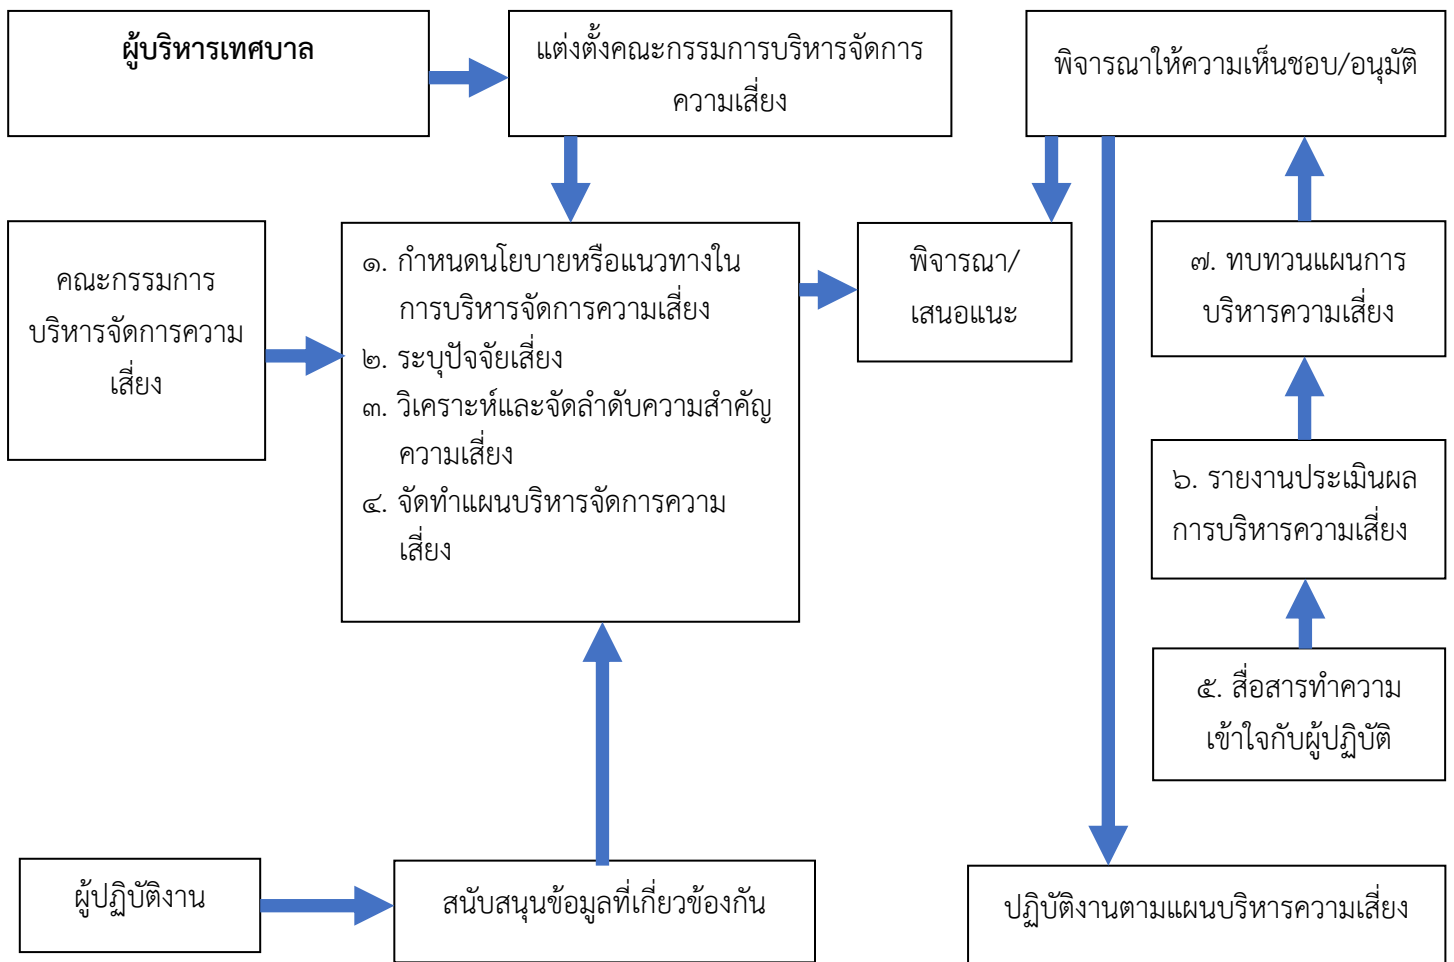 ผู้บริหารเทศบาล
แต่งตั้งคณะกรรมการบริหารจัดการ
ความเสี่ยง
พิจารณาให้ความเห็นชอบ/อนุมัติ
คณะกรรมการ
บริหารจัดการความ
เสี่ยง
๑. กำหนดนโยบายหรือแนวทางใน
การบริหารจัดการความเสี่ยง
๒. ระบุปัจจัยเสี่ยง
๓. วิเคราะห์และจัดลำดับความสำคัญ
ความเสี่ยง
๔. จัดทำแผนบริหารจัดการความ
เสี่ยง
พิจารณา/
เสนอแนะ
๗. ทบทวนแผนการ
บริหารความเสี่ยง
๖. รายงานประเมินผล
การบริหารความเสี่ยง
๕. สื่อสารทำความ
เข้าใจกับผู้ปฏิบัติ
ผู้ปฏิบัติงาน
สนับสนุนข้อมูลที่เกี่ยวข้องกัน
ปฏิบัติงานตามแผนบริหารความเสี่ยง